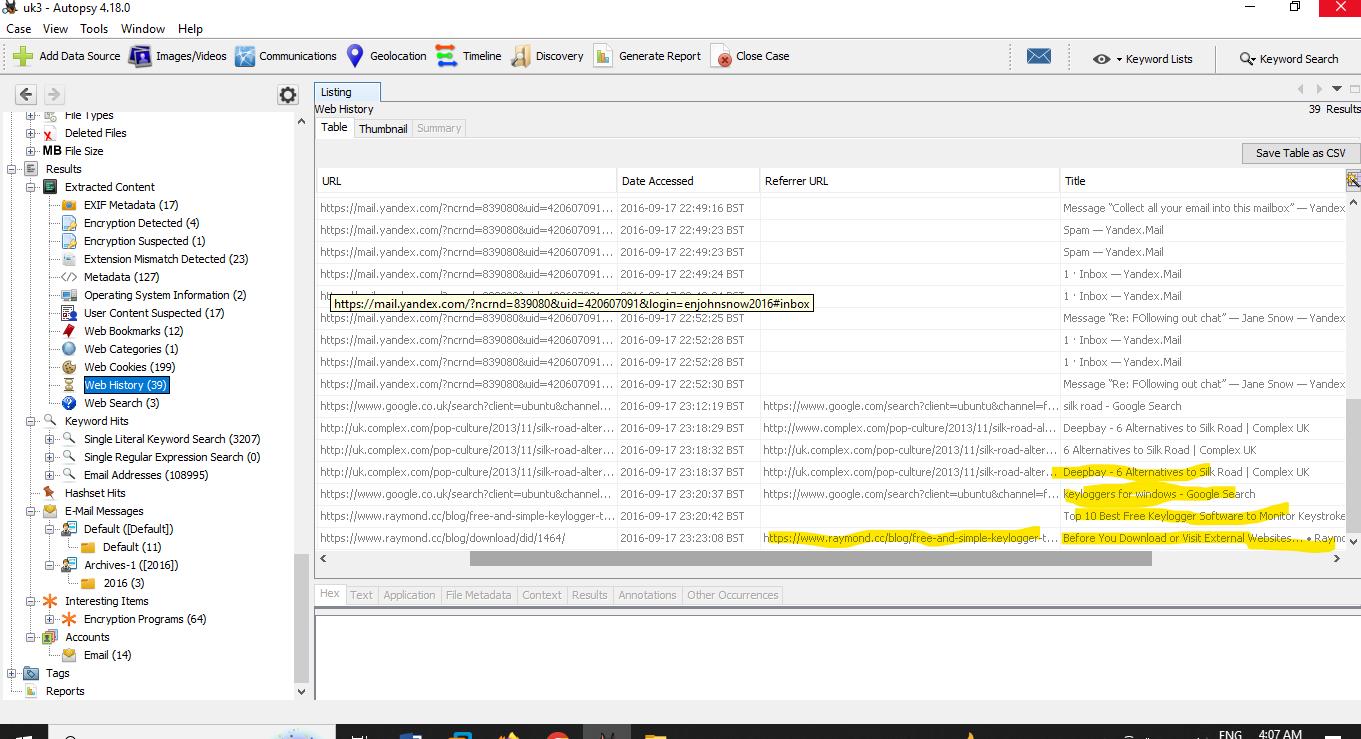 uk3 - Autopsy 4.18.0
Case View Tools Window Help
Add Data Source Images/Videos Communications Geolocation Timeline Discovery Generate Report Close Case Keyword Lists Keyword Search
Listing
Web History 39 Results
Table Thumbnail Summary
Save Table as CSV
File Types
Deleted Files
MB File Size
Results
Extracted Content
EXIF Metadata (17)
Encryption Detected (4)
Encryption Suspected (1)
Extension Mismatch Detected (23)
Metadata (127)
Operating System Information (2)
User Content Suspected (17)
Web Bookmarks (12)
Web Categories (1)
Web Cookies (199)
Web History (39)
Web Search (3)
Keyword Hits
Single Literal Keyword Search (3207)
Single Regular Expression Search (0)
Email Addresses (108995)
Hashset Hits
E-Mail Messages
Default ([Default])
Default (11)
Archives-1 ([2016])
2016 (3)
Interesting Items
Encryption Programs (64)
Accounts
Email (14)
Tags
Reports
URL Date Accessed Referrer URL Title
https://mail.yandex.com/?ncrnd=839080&uid=420607091... 2016-09-17 22:49:16 BST Message “Collect all your email into this mailbox” — Yandex
https://mail.yandex.com/?ncrnd=839080&uid=420607091... 2016-09-17 22:49:23 BST Spam — Yandex.Mail
https://mail.yandex.com/?ncrnd=839080&uid=420607091... 2016-09-17 22:49:23 BST Spam — Yandex.Mail
https://mail.yandex.com/?ncrnd=839080&uid=420607091... 2016-09-17 22:49:24 BST 1 · Inbox — Yandex.Mail
https://mail.yandex.com/?ncrnd=839080&uid=420607091&login=enjohnsnow2016#inbox 1 · Inbox — Yandex.Mail
https://mail.yandex.com/?ncrnd=839080&uid=420607091... 2016-09-17 22:52:25 BST Message “Re: FOllowing out chat” — Jane Snow — Yandex
https://mail.yandex.com/?ncrnd=839080&uid=420607091... 2016-09-17 22:52:28 BST 1 · Inbox — Yandex.Mail
https://mail.yandex.com/?ncrnd=839080&uid=420607091... 2016-09-17 22:52:28 BST 1 · Inbox — Yandex.Mail
https://mail.yandex.com/?ncrnd=839080&uid=420607091... 2016-09-17 22:52:30 BST Message “Re: FOllowing out chat” — Jane Snow — Yandex
https://www.google.co.uk/search?client=ubuntu&channel... 2016-09-17 23:12:19 BST https://www.google.com/search?client=ubuntu&channel=f... silk road - Google Search
http://uk.complex.com/pop-culture/2013/11/silk-road-alter... 2016-09-17 23:18:29 BST http://www.complex.com/pop-culture/2013/11/silk-road-al... Deepbay - 6 Alternatives to Silk Road | Complex UK
http://uk.complex.com/pop-culture/2013/11/silk-road-alter... 2016-09-17 23:18:32 BST http://uk.complex.com/pop-culture/2013/11/silk-road-alter... 6 Alternatives to Silk Road | Complex UK
http://uk.complex.com/pop-culture/2013/11/silk-road-alter... 2016-09-17 23:18:37 BST http://uk.complex.com/pop-culture/2013/11/silk-road-alter... Deepbay - 6 Alternatives to Silk Road | Complex UK
https://www.google.co.uk/search?client=ubuntu&channel... 2016-09-17 23:20:37 BST https://www.google.com/search?client=ubuntu&channel=f... keyloggers for windows - Google Search
https://www.raymond.cc/blog/free-and-simple-keylogger-t... 2016-09-17 23:20:42 BST Top 10 Best Free Keylogger Software to Monitor Keystroke
https://www.raymond.cc/blog/download/did/1464/ 2016-09-17 23:23:08 BST https://www.raymond.cc/blog/free-and-simple-keylogger-t... Before You Download or Visit External Websites... • Raymo
Hex Text Application File Metadata Context Results Annotations Other Occurrences
ENG 4:07 AM